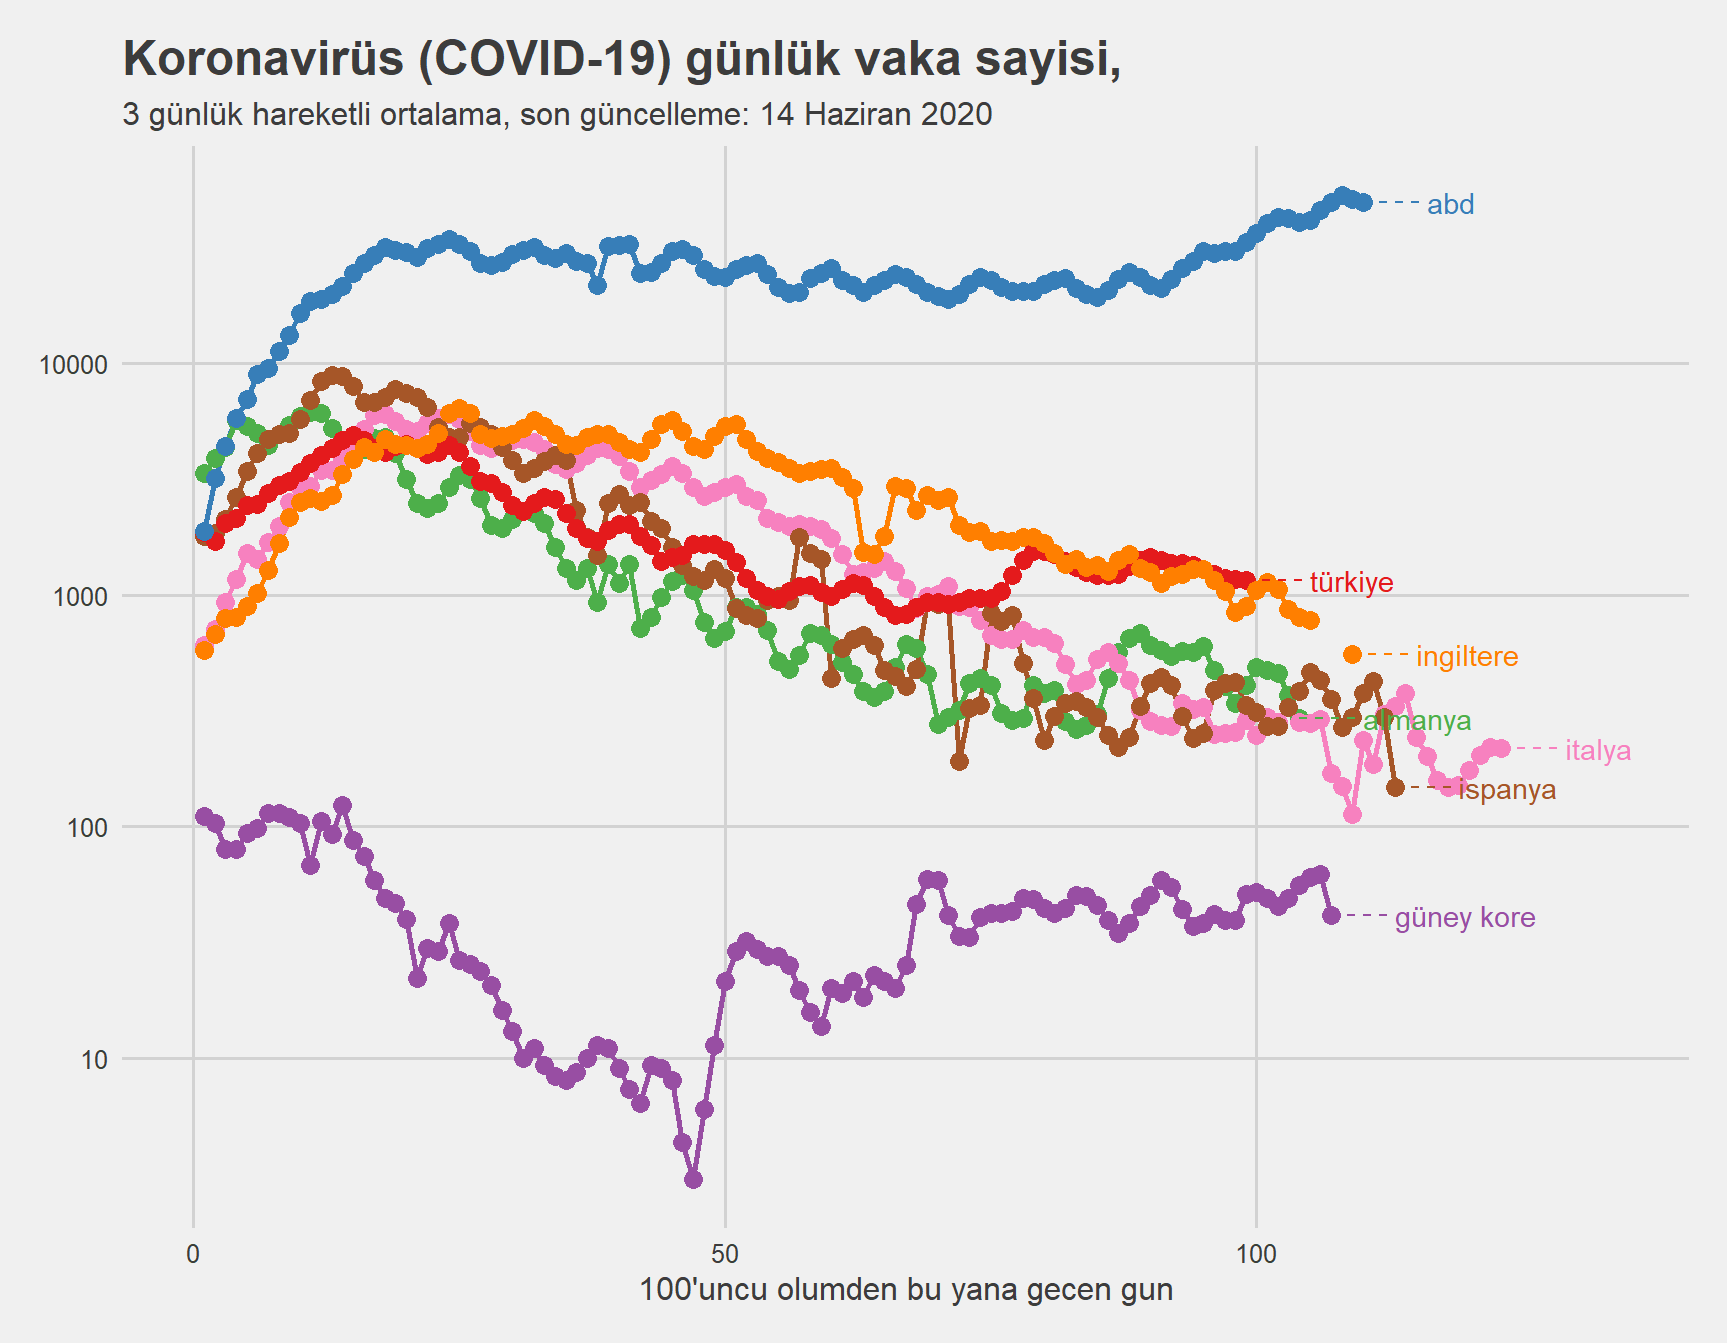 Koronavirüs (COVID-19) günlük vaka sayisi,
3 günlük hareketli ortalama, son güncelleme: 14 Haziran 2020
abd
10000
1000
türkiye
ingiltere
almanya
italya
ispanya
100
güney kore
10
0 50 100
100'uncu olumden bu yana gecen gun